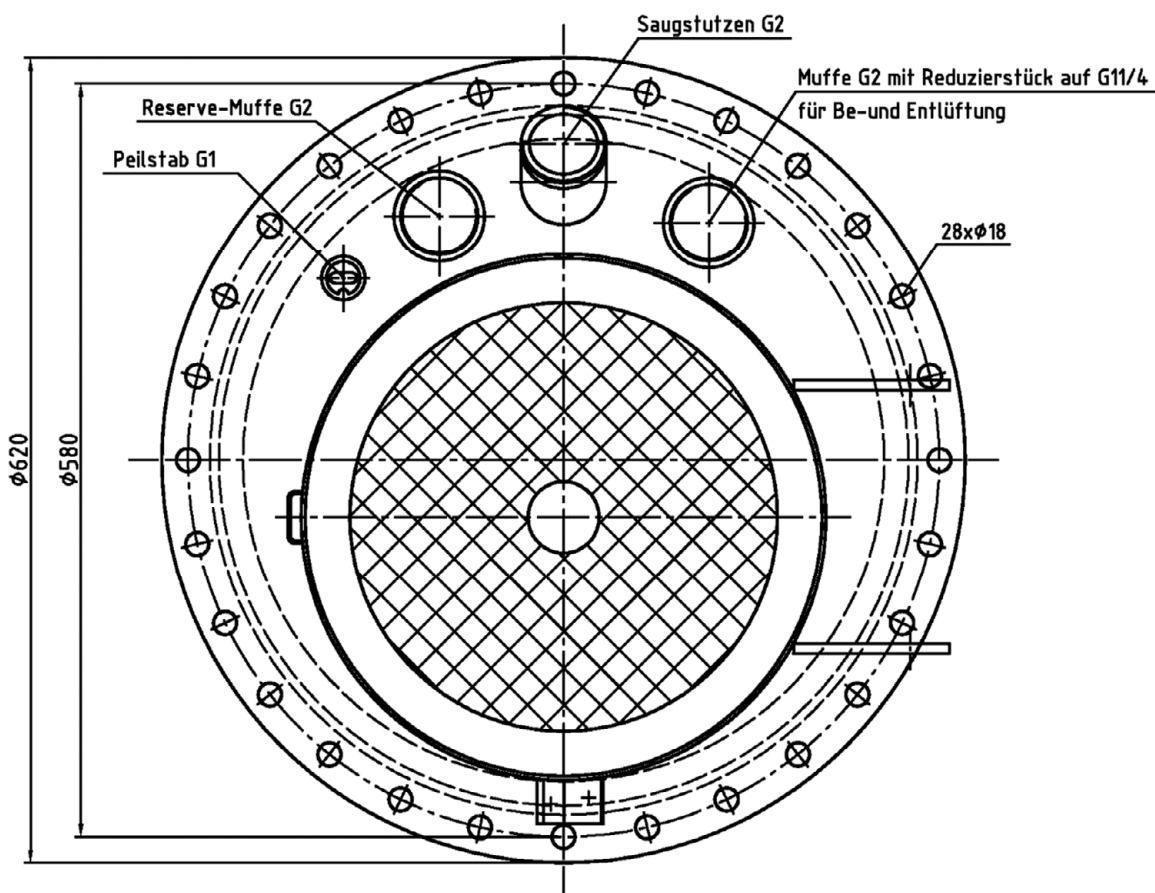 Saugstutzen G2
Muffe G2 mit Reduzierstück auf G11/4
für Be-und Entlüftung
Reserve-Muffe G2
Peilstab G1
28xϕ18
ϕ620
ϕ580